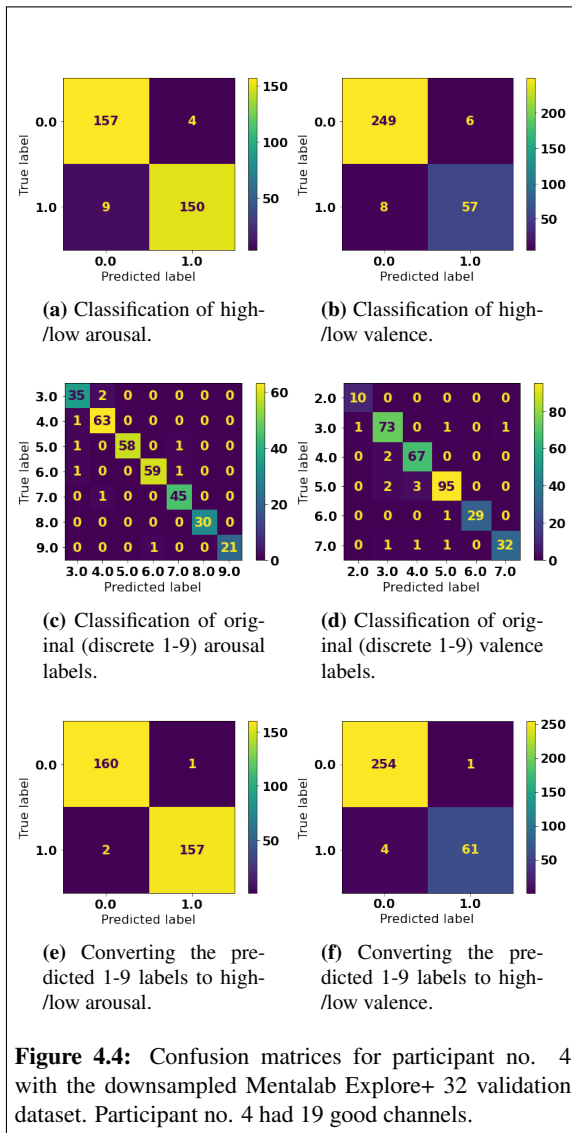 150
0.0 157 4
100
True label
1.0 9 150
50
0.0 1.0
Predicted label
(a) Classification of high-
/low arousal.
200
0.0 249 6
150
True label
100
1.0 8 57
50
0.0 1.0
Predicted label
(b) Classification of high-
/low valence.
3.0 35 2 0 0 0 0 0
60
4.0 1 63 0 0 0 0 0
5.0 1 0 58 0 1 0 0
40
True label
6.0 1 0 0 59 1 0 0
7.0 0 1 0 0 45 0 0
20
8.0 0 0 0 0 0 30 0
9.0 0 0 0 1 0 0 21
0
3.0 4.0 5.0 6.0 7.0 8.0 9.0
Predicted label
(c) Classification of orig-
inal (discrete 1-9) arousal
labels.
2.0 10 0 0 0 0 0
80
3.0 1 73 0 1 0 1
60
True label
4.0 0 2 67 0 0 0
40
5.0 0 2 3 95 0 0
6.0 0 0 0 1 29 0
20
7.0 0 1 1 1 0 32
0
2.0 3.0 4.0 5.0 6.0 7.0
Predicted label
(d) Classification of orig-
inal (discrete 1-9) valence
labels.
150
0.0 160 1
100
True label
1.0 2 157
50
0.0 1.0
Predicted label
(e) Converting the pre-
dicted 1-9 labels to high-
/low arousal.
250
0.0 254 1
200
150
True label
100
1.0 4 61
50
0.0 1.0
Predicted label
(f) Converting the pre-
dicted 1-9 labels to high-
/low valence.
Figure 4.4: Confusion matrices for participant no. 4
with the downsampled Mentalab Explore+ 32 validation
dataset. Participant no. 4 had 19 good channels.